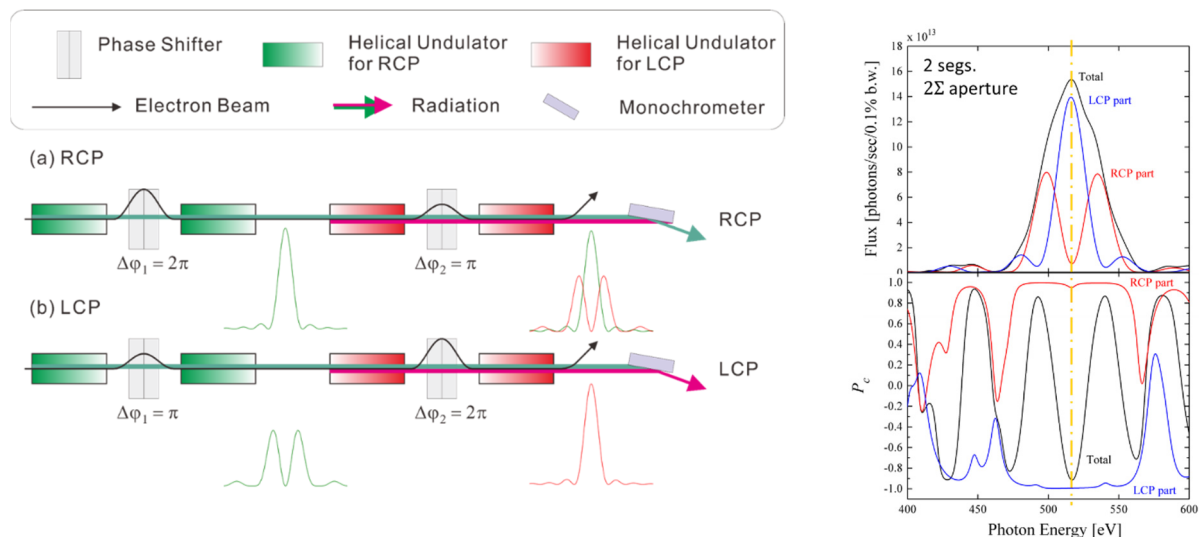 Phase Shifter
Helical Undulator
for RCP
Helical Undulator
for LCP
Electron Beam
Radiation
Monochrometer
(a) RCP
RCP
Δφ₁ = 2π
Δφ₂ = π
(b) LCP
LCP
Δφ₁ = π
Δφ₂ = 2π
x 10¹³
18
16
14
12
10
8
6
4
2
0
Flux [photons/sec/0.1% b.w.]
2 segs.
2Σ aperture
Total
LCP part
RCP part
1.0
0.8
0.6
0.4
0.2
0.0
-0.2
-0.4
-0.6
-0.8
-1.0
P_c
RCP part
Total
LCP part
400
450
500
550
600
Photon Energy [eV]